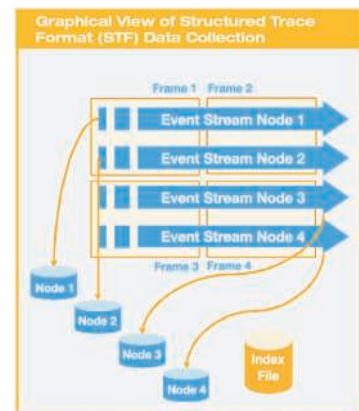 Graphical View of Structured Trace
Format (STF) Data Collection
Frame 1
Frame 2
Event Stream Node 1
Event Stream Node 2
Event Stream Node 3
Event Stream Node 4
Frame 3
Frame 4
Node 1
Node 2
Node 3
Node 4
Index
File